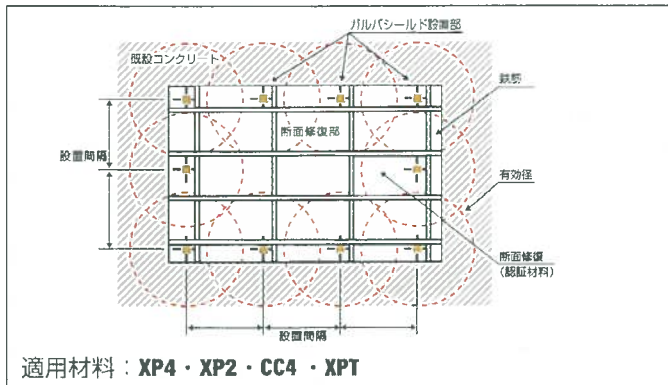 ガルバシールド設置部
既設コンクリート
鉄筋
断面修復部
設置間隔
有効径
断面修復
(認証材料)
設置間隔
適用材料：XP4・XP2・CC4・XPT